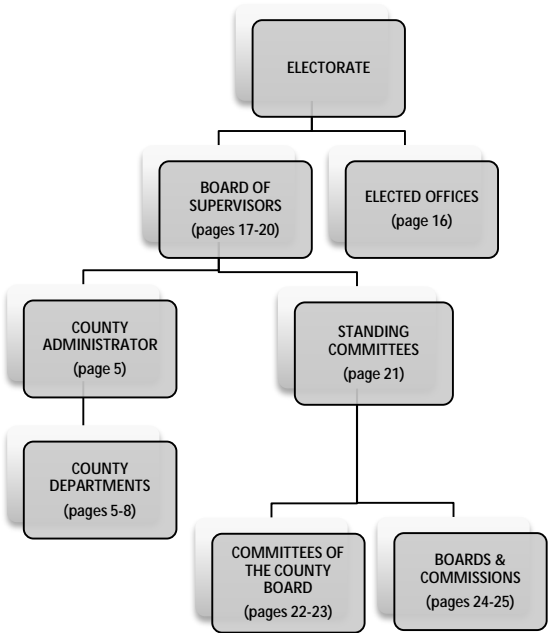 ELECTORATE
BOARD OF
SUPERVISORS
(pages 17-20)
ELECTED OFFICES
(page 16)
COUNTY
ADMINISTRATOR
(page 5)
STANDING
COMMITTEES
(page 21)
COUNTY
DEPARTMENTS
(pages 5-8)
COMMITTEES OF
THE COUNTY
BOARD
(pages 22-23)
BOARDS &
COMMISSIONS
(pages 24-25)